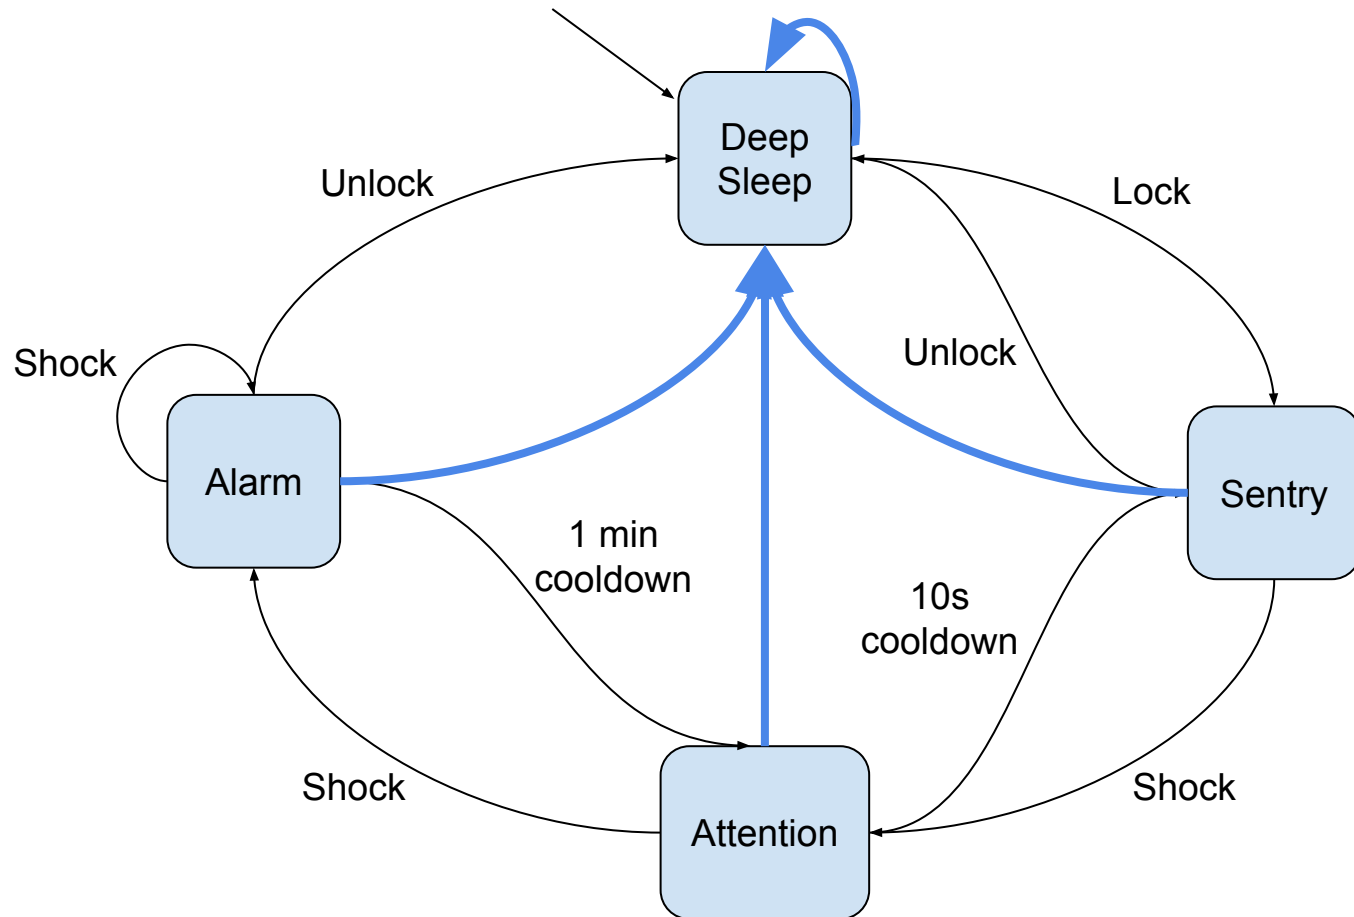 Deep
Sleep
Unlock
Lock
Shock
Unlock
Alarm
Sentry
1 min
cooldown
10s
cooldown
Shock
Shock
Attention